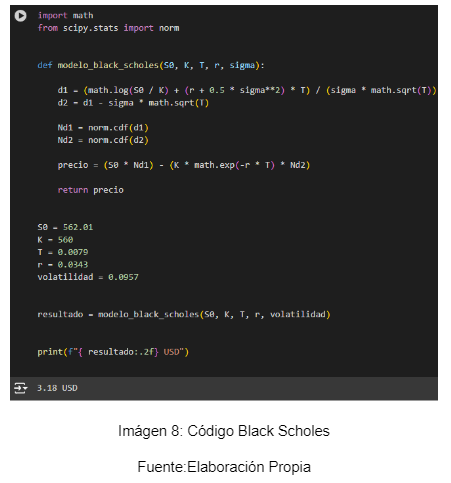 import math
from scipy.stats import norm
def modelo_black_scholes(S0, K, T, r, sigma):
d1 = (math.log(S0 / K) + (r + 0.5 * sigma**2) * T) / (sigma * math.sqrt(T))
d2 = d1 - sigma * math.sqrt(T)
Nd1 = norm.cdf(d1)
Nd2 = norm.cdf(d2)
precio = (S0 * Nd1) - (K * math.exp(-r * T) * Nd2)
return precio
S0 = 562.01
K = 560
T = 0.0079
r = 0.0343
volatilidad = 0.0957
resultado = modelo_black_scholes(S0, K, T, r, volatilidad)
print(f"{ resultado:.2f} USD")
3.18 USD
Imágen 8: Código Black Scholes
Fuente:Elaboración Propia